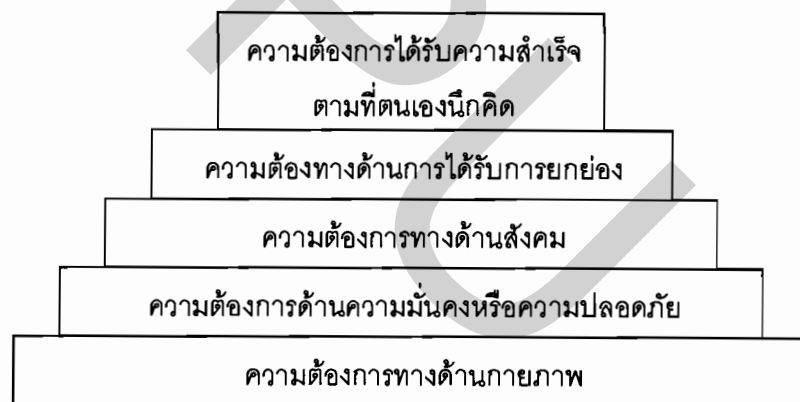 ความต้องการได้รับความสำเร็จ
ตามที่ตนเองนึกคิด
ความต้องทางด้านการได้รับการยกย่อง
ความต้องการทางด้านสังคม
ความต้องการด้านความมั่นคงหรือความปลอดภัย
ความต้องการทางด้านกายภาพ